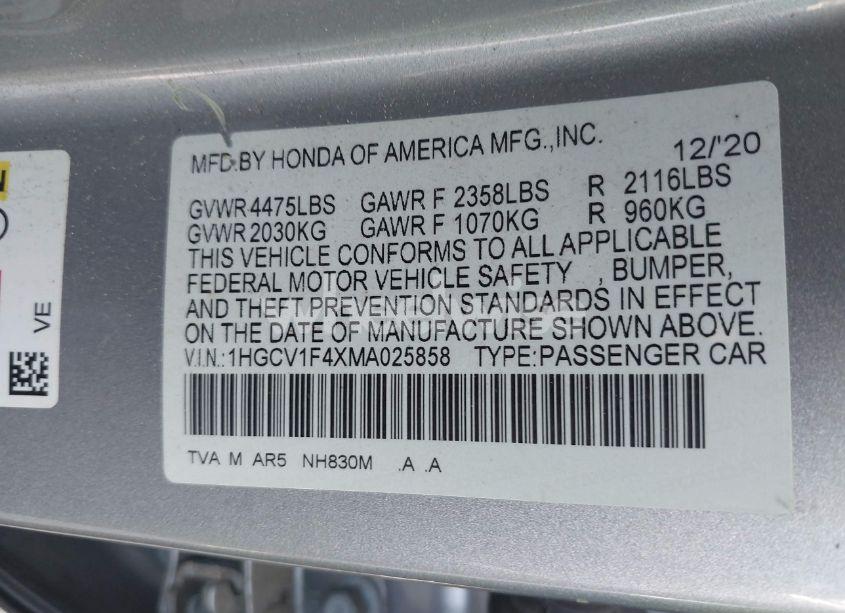 MFD.BY HONDA OF AMERICA MFG.,INC. 12/'20
GVWR 4475LBS GAWR F 2358LBS R 2116LBS
GVWR 2030KG GAWR F 1070KG R 960KG
THIS VEHICLE CONFORMS TO ALL APPLICABLE
FEDERAL MOTOR VEHICLE SAFETY , BUMPER,
AND THEFT PREVENTION STANDARDS IN EFFECT
ON THE DATE OF MANUFACTURE SHOWN ABOVE.
V.I.N.:1HGCV1F4XMA025858 TYPE:PASSENGER CAR
TVA M AR5 NH830M .A .A
VE